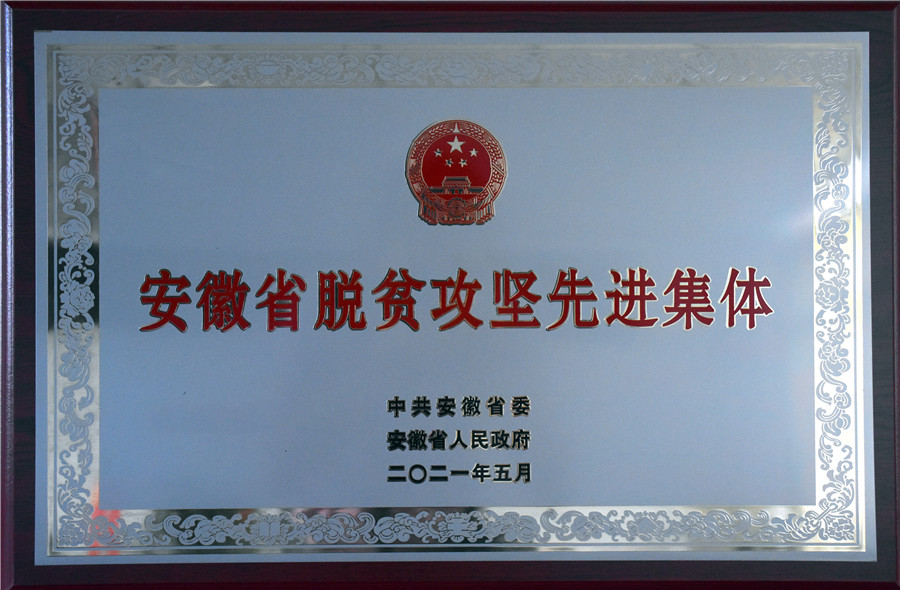 安徽省脱贫攻坚先进集体
中共安徽省委
安徽省人民政府
二〇二一年五月